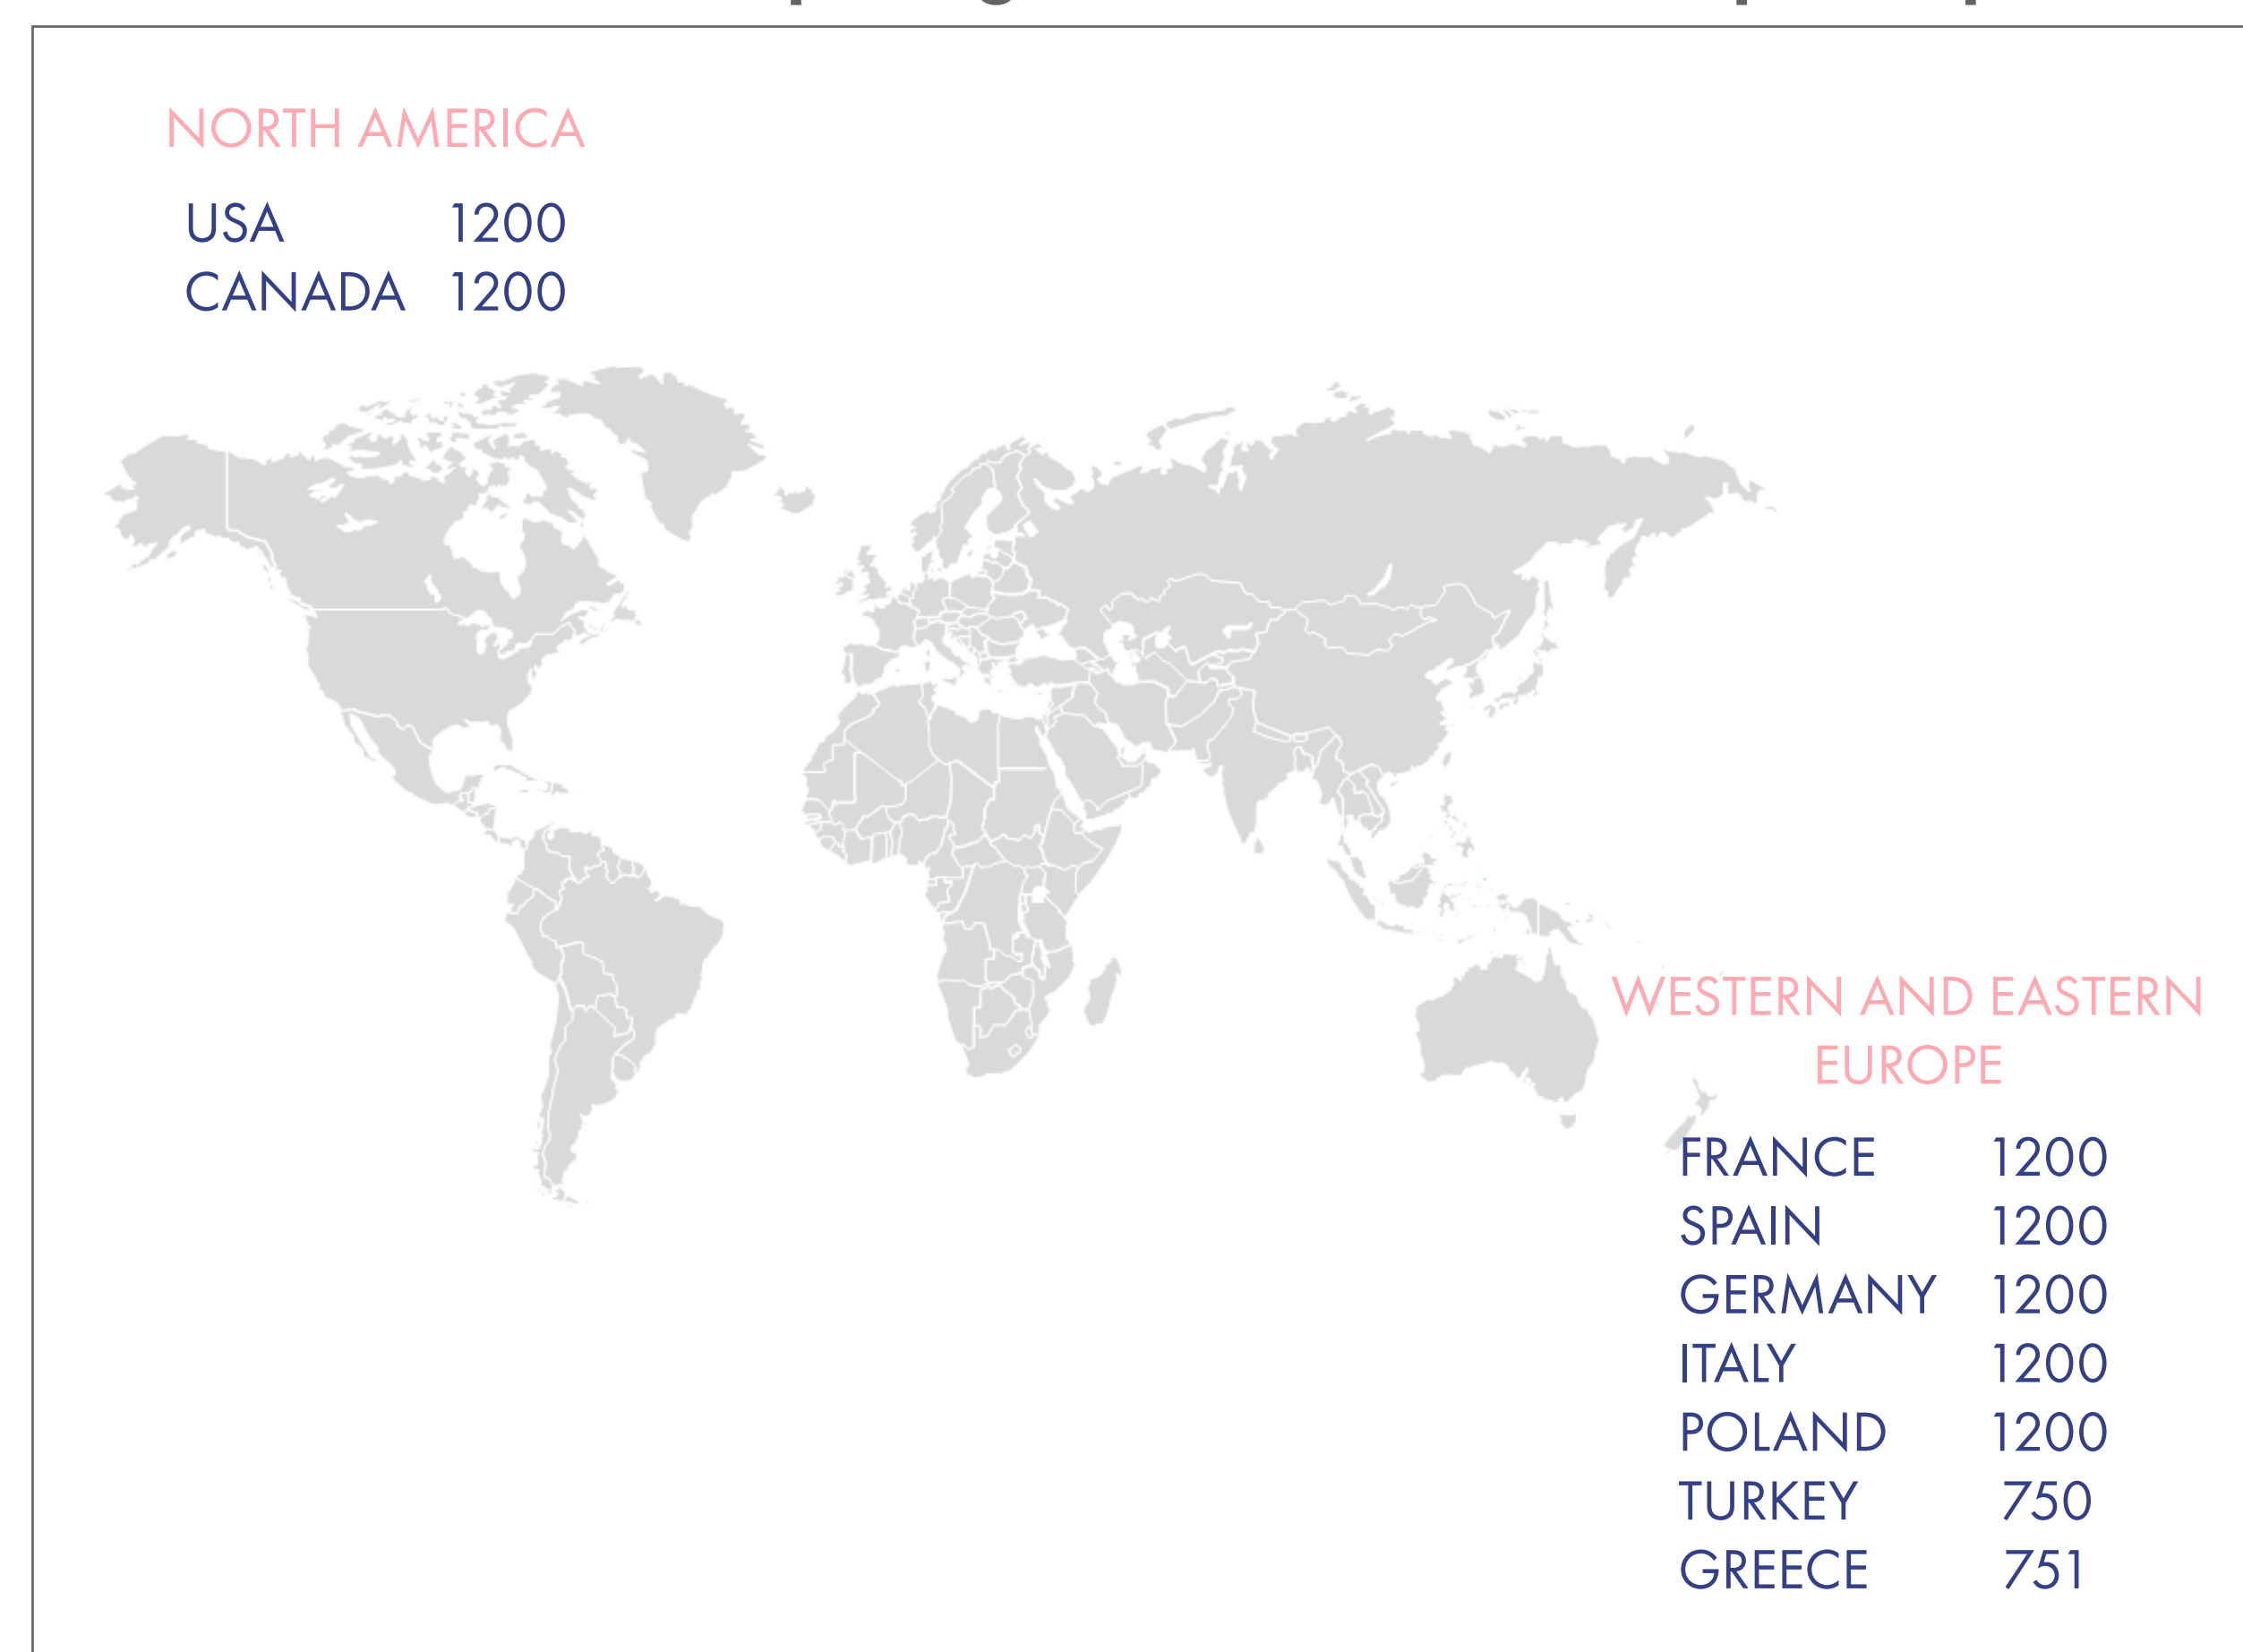 NORTH AMERICA
USA 1200
CANADA 1200
WESTERN AND EASTERN
EUROPE
FRANCE 1200
SPAIN 1200
GERMANY 1200
ITALY 1200
POLAND 1200
TURKEY 750
GREECE 751